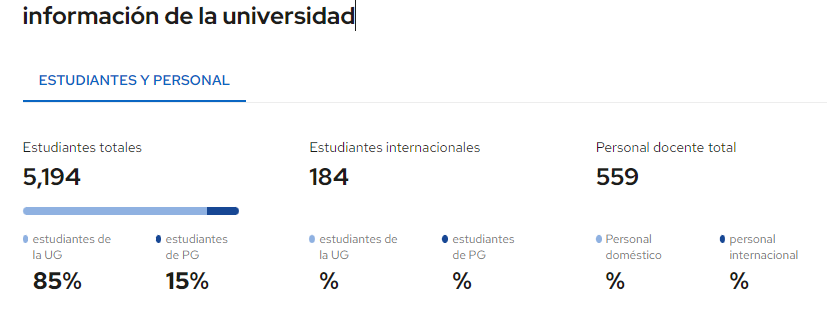 información de la universidad
ESTUDIANTES Y PERSONAL
Estudiantes totales
5,194
estudiantes de
la UG
85%
estudiantes
de PG
15%
Estudiantes internacionales
184
estudiantes de
la UG
%
estudiantes
de PG
%
Personal docente total
559
Personal
doméstico
%
personal
internacional
%